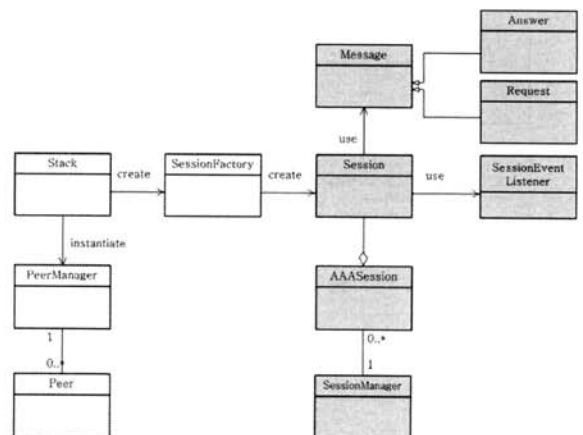 Answer
Message
Request
use
Stack
SessionFactory
Session
SessionEvent
Listener
create
create
use
instantiate
PeerManager
AAASession
1
0..*
0..*
1
Peer
SessionManager